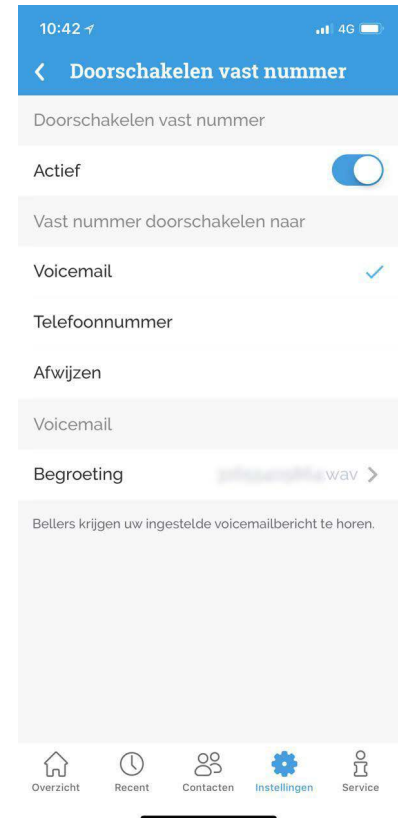 10:42
4G
Doorschakelen vast nummer
Doorschakelen vast nummer
Actief
Vast nummer doorschakelen naar
Voicemail
Telefoonnummer
Afwijzen
Voicemail
Begroeting wav
Bellers krijgen uw ingestelde voicemailbericht te horen.
Overzicht Recent Contacten Instellingen Service